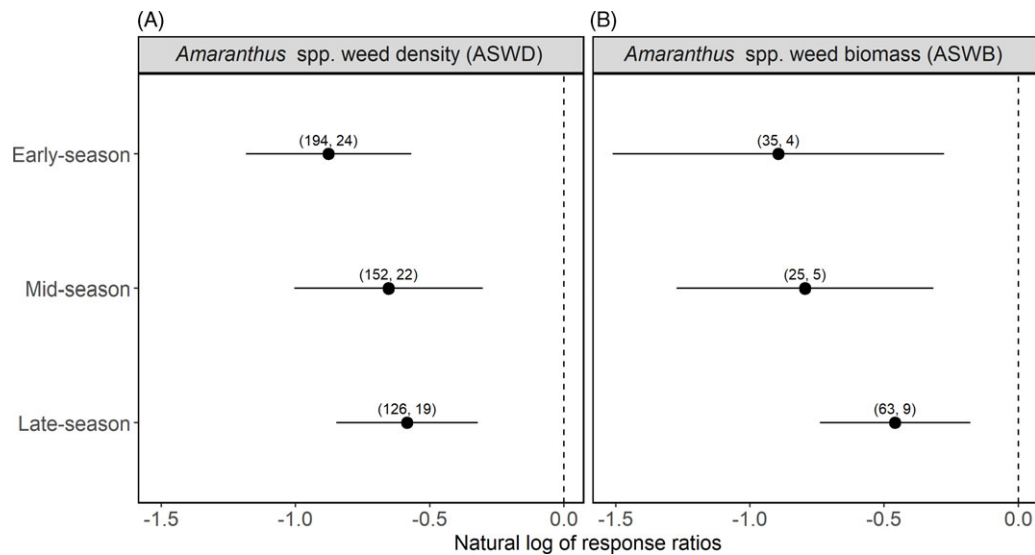 (A)
(B)
Amaranthus spp. weed density (ASWD)
Amaranthus spp. weed biomass (ASWB)
Early-season
(194, 24)
(35, 4)
Mid-season
(152, 22)
(25, 5)
Late-season
(126, 19)
(63, 9)
-1.5 -1.0 -0.5 0.0
-1.5 -1.0 -0.5 0.0
Natural log of response ratios